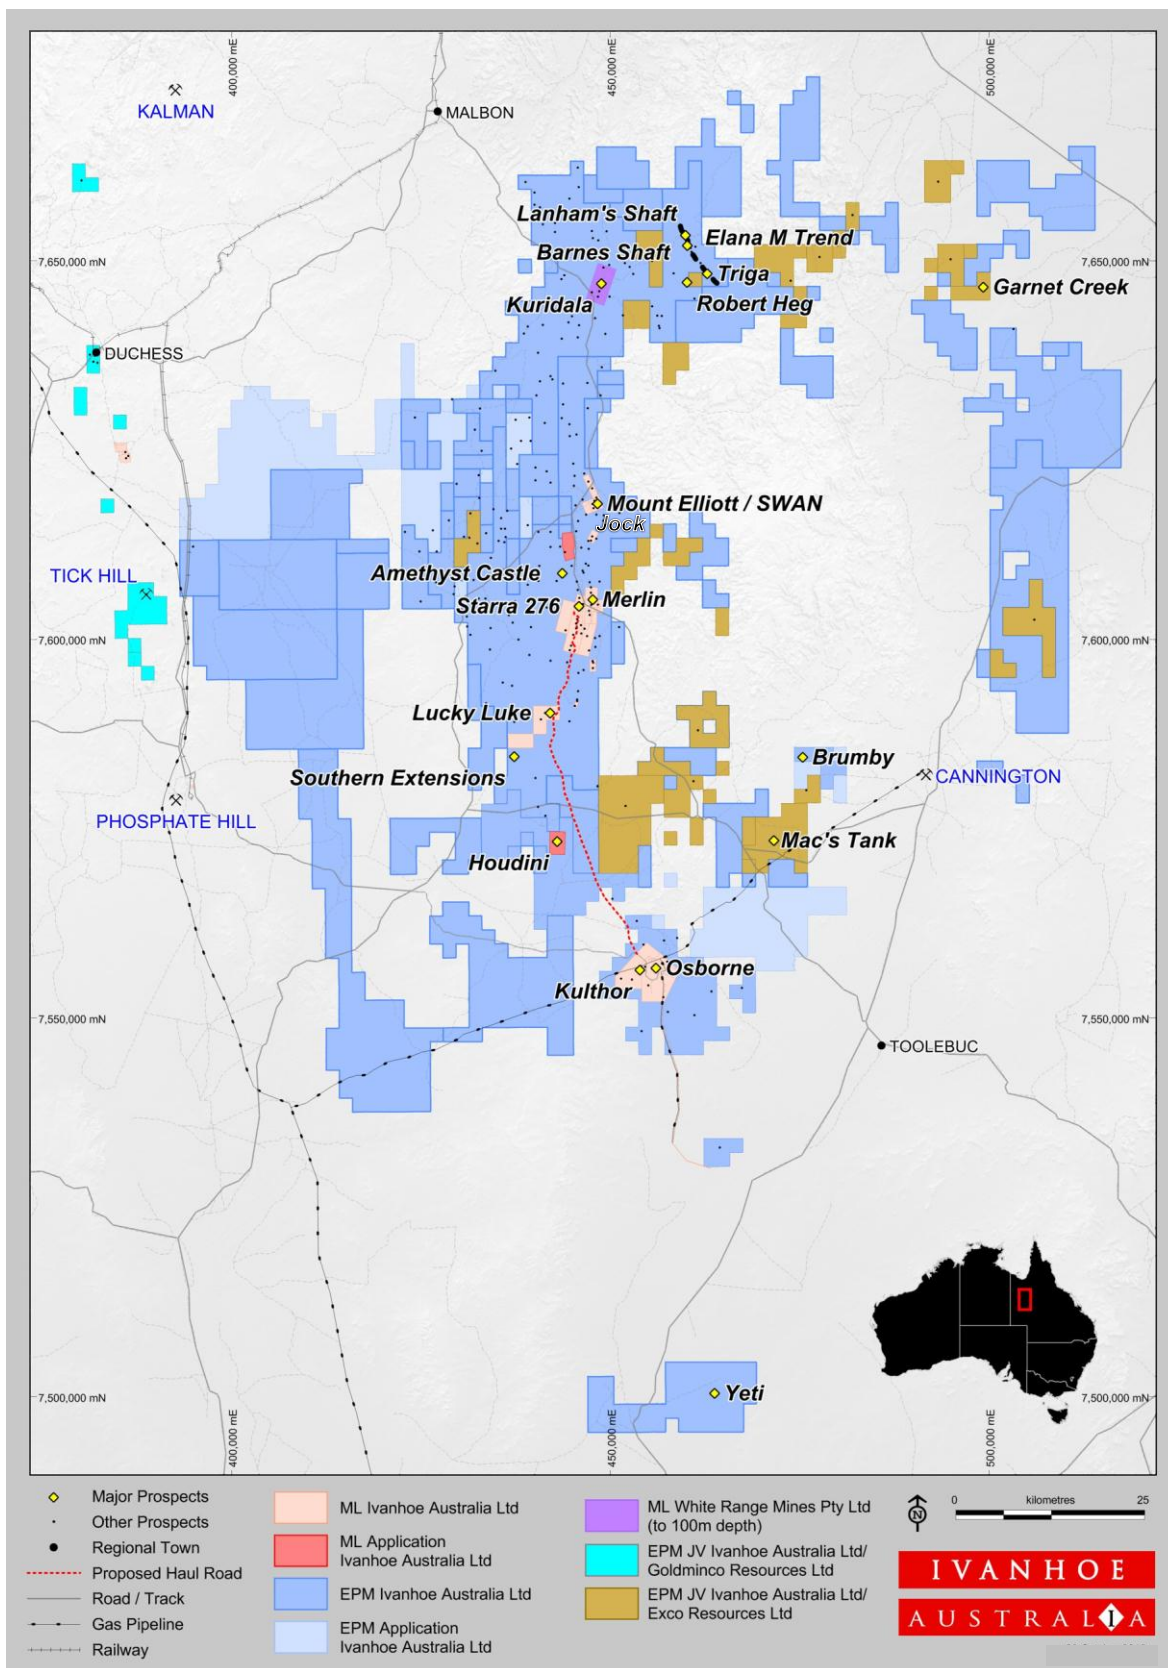 400,000 mE
450,000 mE
500,000 mE
KALMAN
MALBON
Lanham's Shaft
Elana M Trend
Barnes Shaft
7,650,000 mN
7,650,000 mN
Triga
Kuridala
Robert Heg
Garnet Creek
DUCHESS
Mount Elliott / SWAN
Jock
Amethyst Castle
TICK HILL
Starra 276
Merlin
7,600,000 mN
7,600,000 mN
Lucky Luke
Southern Extensions
Brumby
CANNINGTON
PHOSPHATE HILL
Mac's Tank
Houdini
Osborne
Kulthor
7,550,000 mN
7,550,000 mN
TOOLEBUC
Yeti
7,500,000 mN
7,500,000 mN
400,000 mE
450,000 mE
500,000 mE
Major Prospects
Other Prospects
Regional Town
Proposed Haul Road
Road / Track
Gas Pipeline
Railway
ML Ivanhoe Australia Ltd
ML Application
Ivanhoe Australia Ltd
EPM Ivanhoe Australia Ltd
EPM Application
Ivanhoe Australia Ltd
ML White Range Mines Pty Ltd
(to 100m depth)
EPM JV Ivanhoe Australia Ltd/
Goldminco Resources Ltd
EPM JV Ivanhoe Australia Ltd/
Exco Resources Ltd
N
0 kilometres 25
IVANHOE
AUSTRALIA